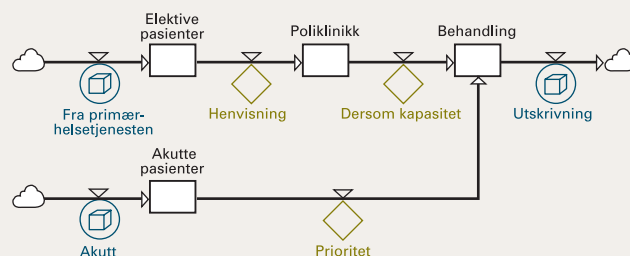 Elektive
pasienter
Poliklinikk
Behandling
Fra primær-
helsetjenesten
Henvisning
Dersom kapasitet
Utskrivning
Akutte
pasienter
Akutt
Prioritet